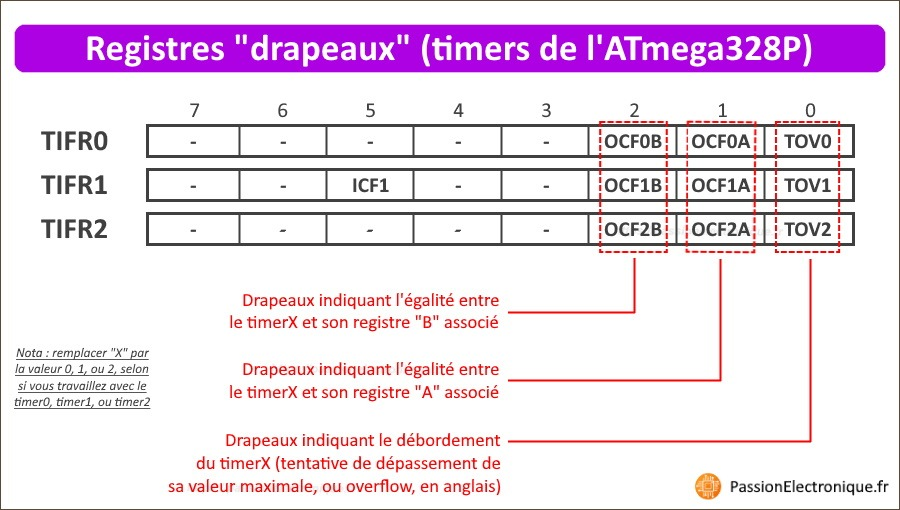 Registres "drapeaux" (timers de l'ATmega328P)
7 6 5 4 3 2 1 0
TIFR0 - - - - - OCF0B OCF0A TOV0
TIFR1 - - ICF1 - - OCF1B OCF1A TOV1
TIFR2 - - - - - OCF2B OCF2A TOV2
Drapeaux indiquant l'égalité entre
le timerX et son registre "B" associé
Nota : remplacer "X" par
la valeur 0, 1, ou 2, selon
si vous travaillez avec le
timer0, timer1, ou timer2
Drapeaux indiquant l'égalité entre
le timerX et son registre "A" associé
Drapeaux indiquant le débordement
du timerX (tentative de dépassement de
sa valeur maximale, ou overflow, en anglais)
PassionElectronique.fr